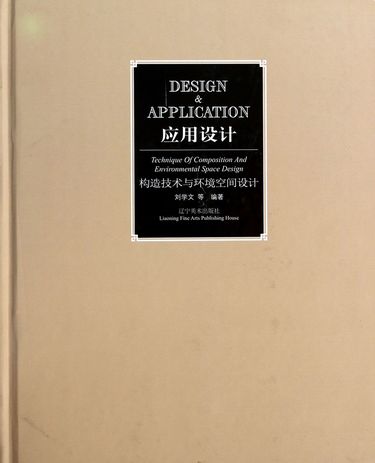 DESIGN
&
APPLICATION
应用设计
Technique Of Composition And
Environmental Space Design
构造技术与环境空间设计
刘学文 等 编著
辽宁美术出版社
Liaoning Fine Arts Publishing House